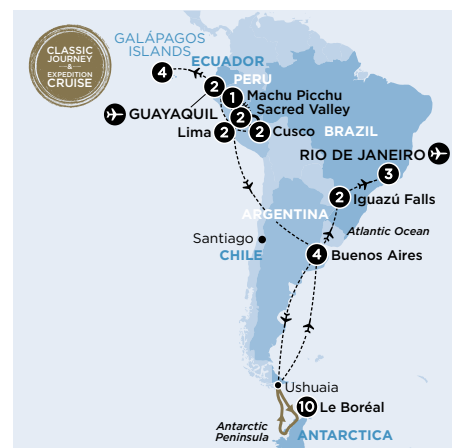 CLASSIC
JOURNEY
&
EXPEDITION
CRUISE
GALÁPAGOS
ISLANDS
4
ECUADOR
2
PERU
1
Machu Picchu
GUAYAQUIL
2
Sacred Valley
Lima
2
2
Cusco
BRAZIL
RIO DE JANEIRO
3
2
Iguazú Falls
ARGENTINA
Atlantic Ocean
Santiago
CHILE
4
Buenos Aires
Ushuaia
10
Le Boréal
Antarctic
Peninsula
ANTARCTICA